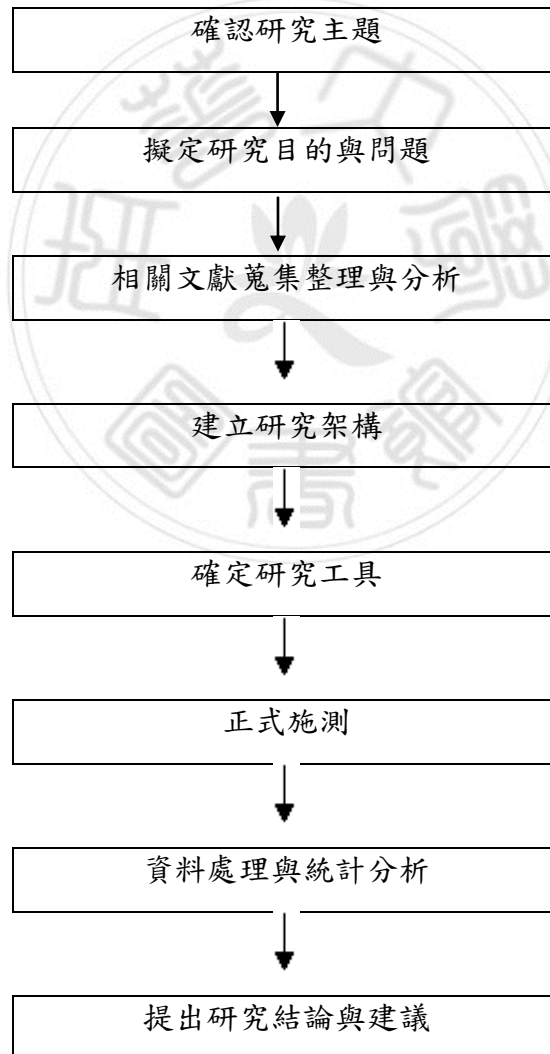 確認研究主題
擬定研究目的與問題
相關文獻蒐集整理與分析
建立研究架構
確定研究工具
正式施測
資料處理與統計分析
提出研究結論與建議